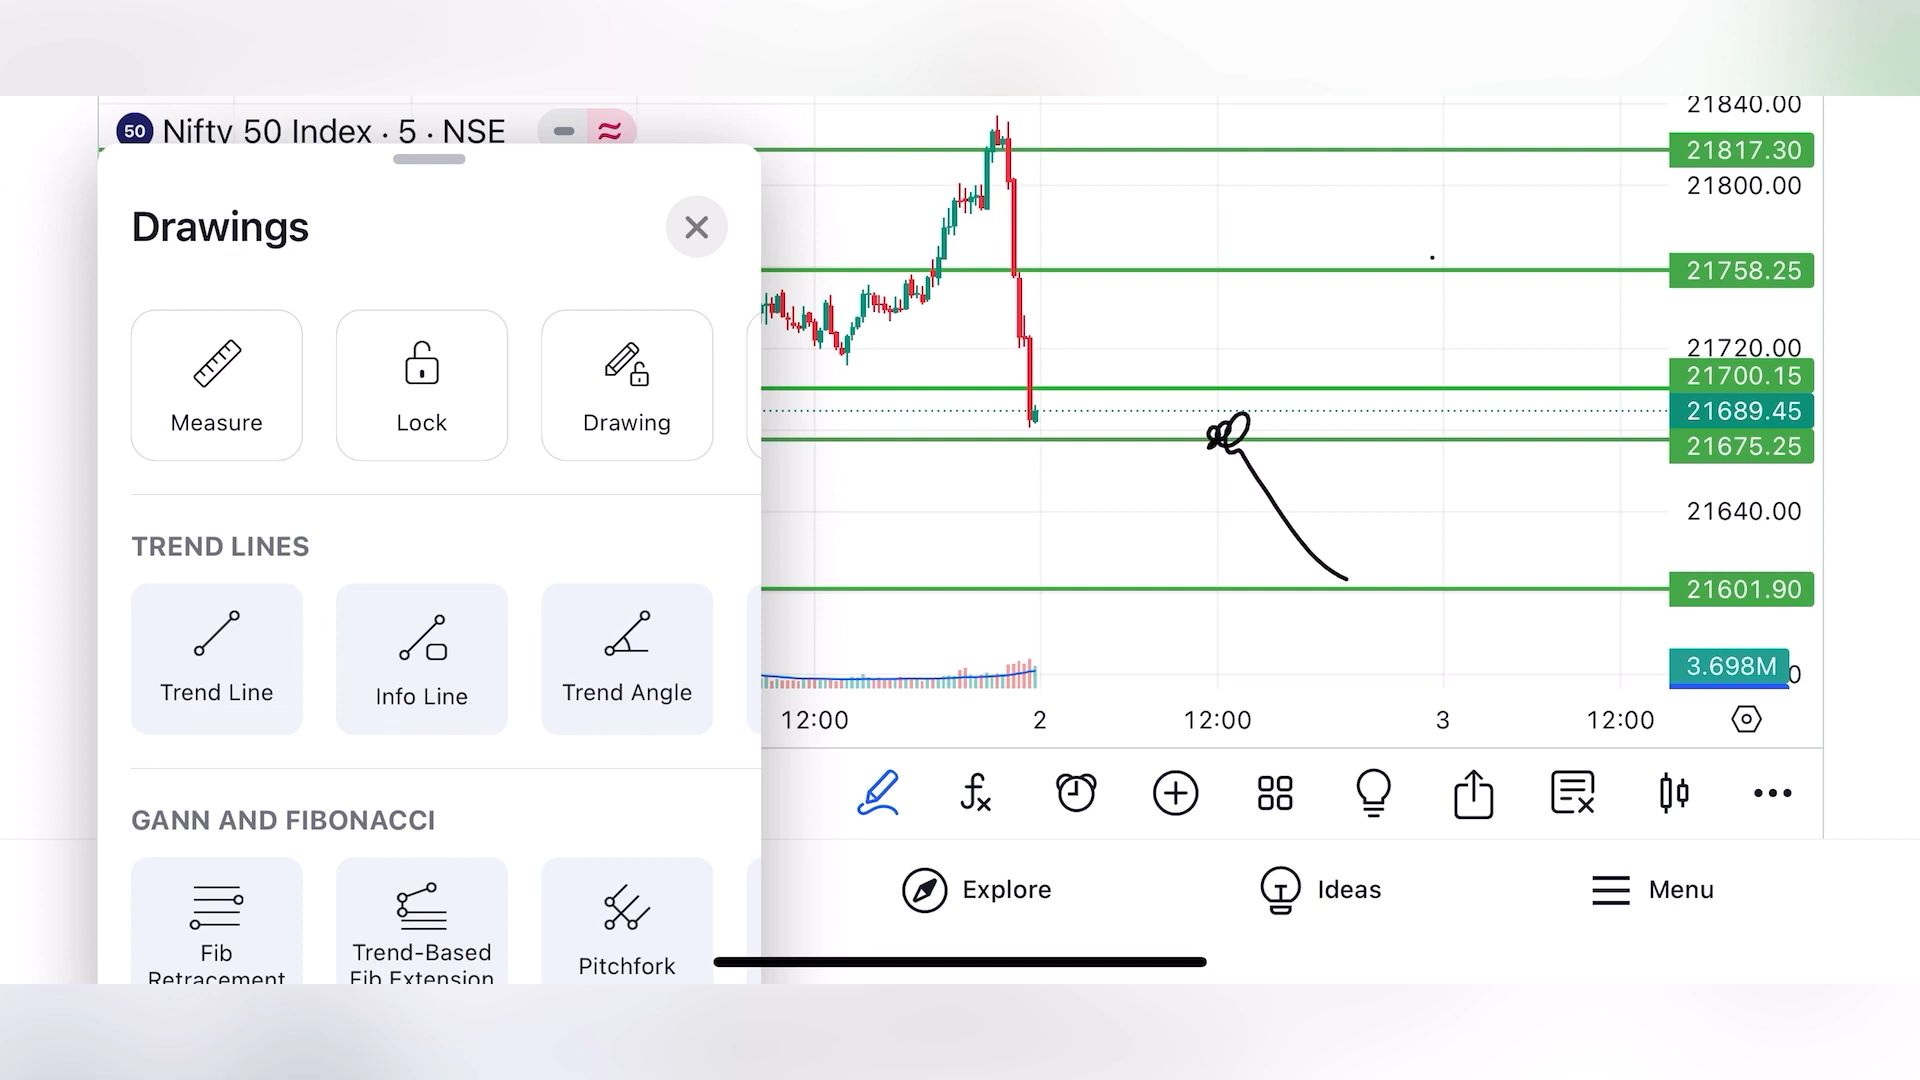 50 Nifty 50 Index · 5 · NSE
Drawings
Measure
Lock
Drawing
TREND LINES
Trend Line
Info Line
Trend Angle
GANN AND FIBONACCI
Fib
Retracement
Trend-Based
Fib Extension
Pitchfork
21840.00
21817.30
21800.00
21758.25
21720.00
21700.15
21689.45
21675.25
21640.00
21601.90
3.698M
0
12:00
2
12:00
3
12:00
Explore
Ideas
Menu